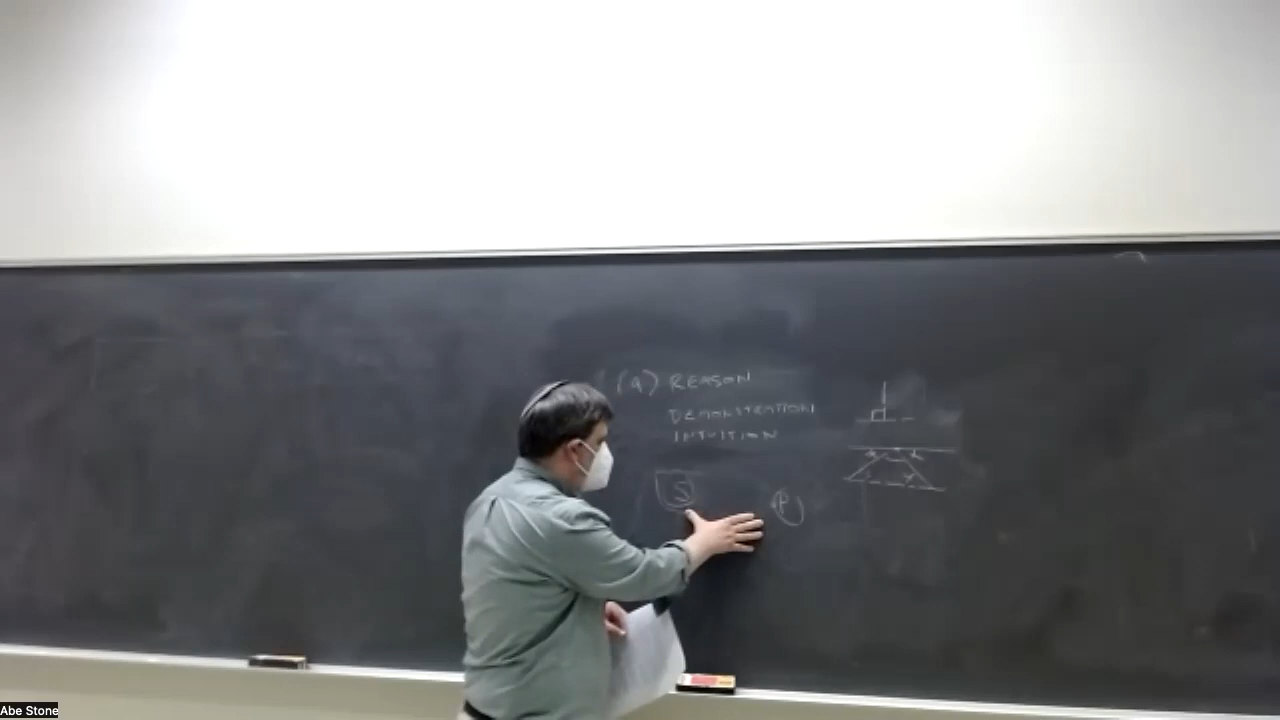 (a) REASON
DEMONSTRATION
INTUITION
S
P
Abe Stone